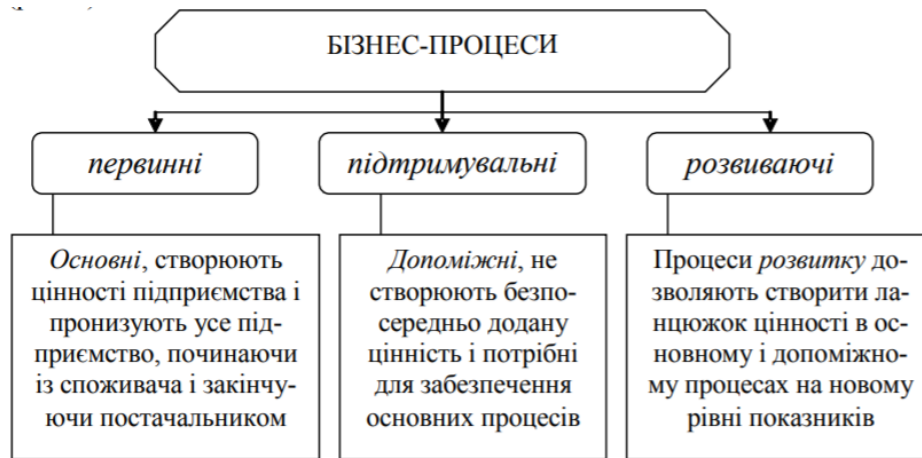 БІЗНЕС-ПРОЦЕСИ
первинні
підтримувальні
розвиваючі
Основні, створюють
цінності підприємства і
пронизують усе під-
приємство, починаючи
із споживача і закінчу-
ючи постачальником
Допоміжні, не
створюють безпо-
середньо додану
цінність і потрібні
для забезпечення
основних процесів
Процеси розвитку до-
зволяють створити ла-
нцюжок цінності в ос-
новному і допоміжно-
му процесах на новому
рівні показників